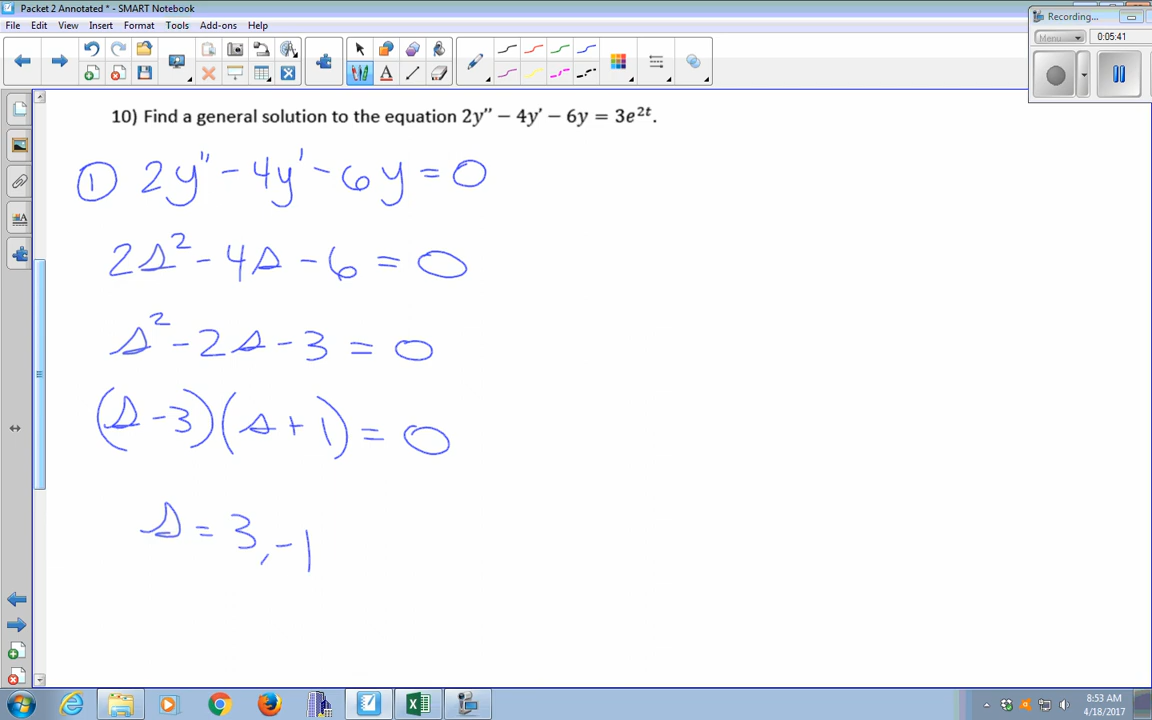 Packet 2 Annotated * - SMART Notebook
File Edit View Insert Format Tools Add-ons Help
Recording...
Menu
0:05:41
10) Find a general solution to the equation 2y″ − 4y′ − 6y = 3e^{2t}.
① 2y″ − 4y′ − 6y = 0
2s² − 4s − 6 = 0
s² − 2s − 3 = 0
(s − 3)(s + 1) = 0
s = 3, −1
8:53 AM
4/18/2017